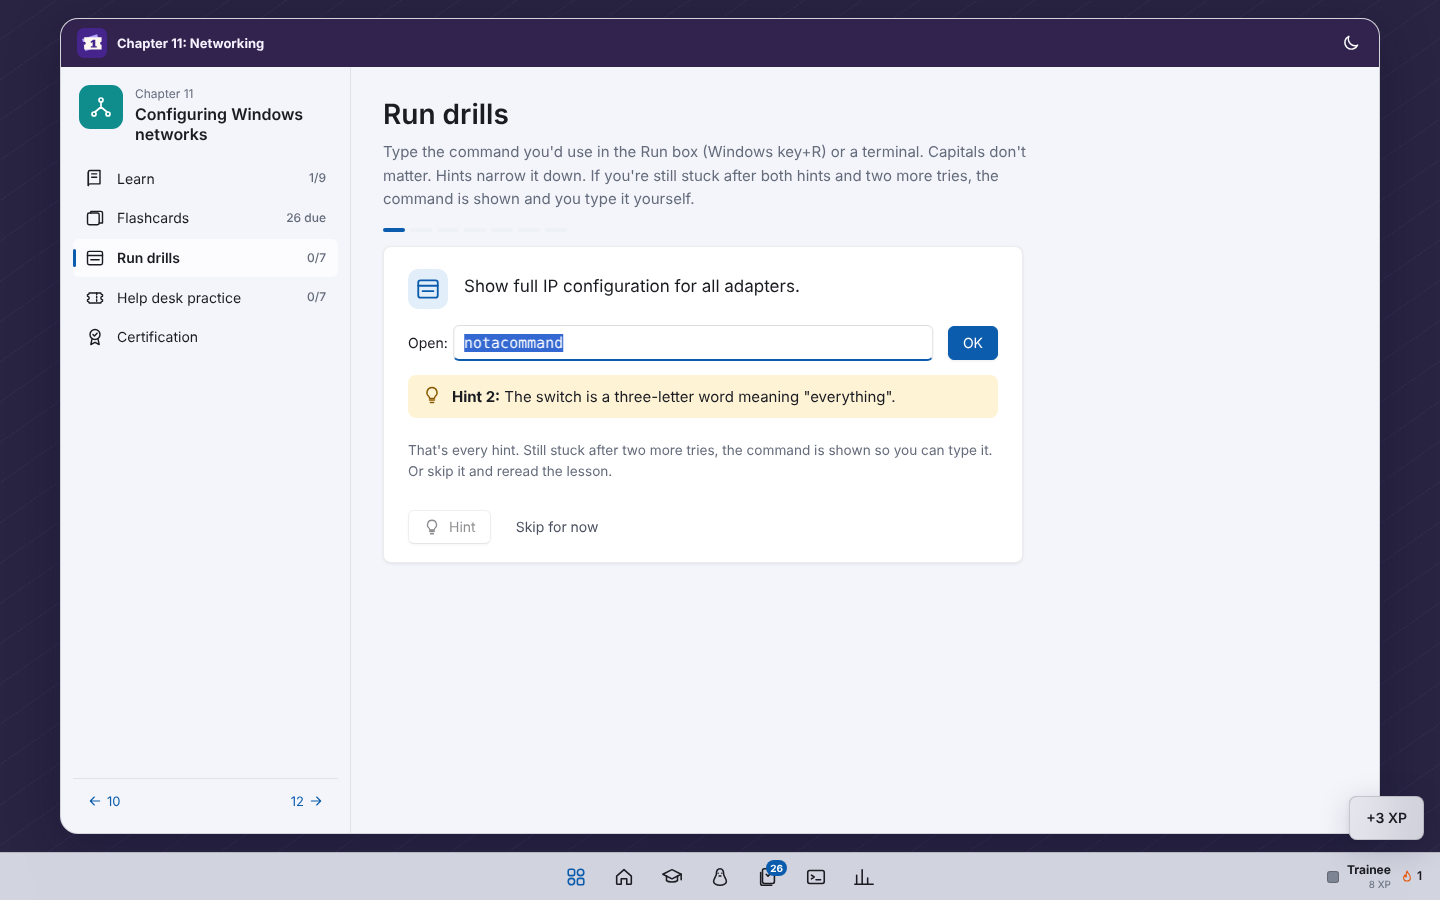 1
Chapter 11: Networking
Chapter 11
Configuring Windows
networks
Learn 1/9
Flashcards 26 due
Run drills 0/7
Help desk practice 0/7
Certification
10 12
Run drills
Type the command you'd use in the Run box (Windows key+R) or a terminal. Capitals don't
matter. Hints narrow it down. If you're still stuck after both hints and two more tries, the
command is shown and you type it yourself.
Show full IP configuration for all adapters.
Open: notacommand OK
Hint 2: The switch is a three-letter word meaning "everything".
That's every hint. Still stuck after two more tries, the command is shown so you can type it.
Or skip it and reread the lesson.
Hint Skip for now
+3 XP
26
Trainee
8 XP
1